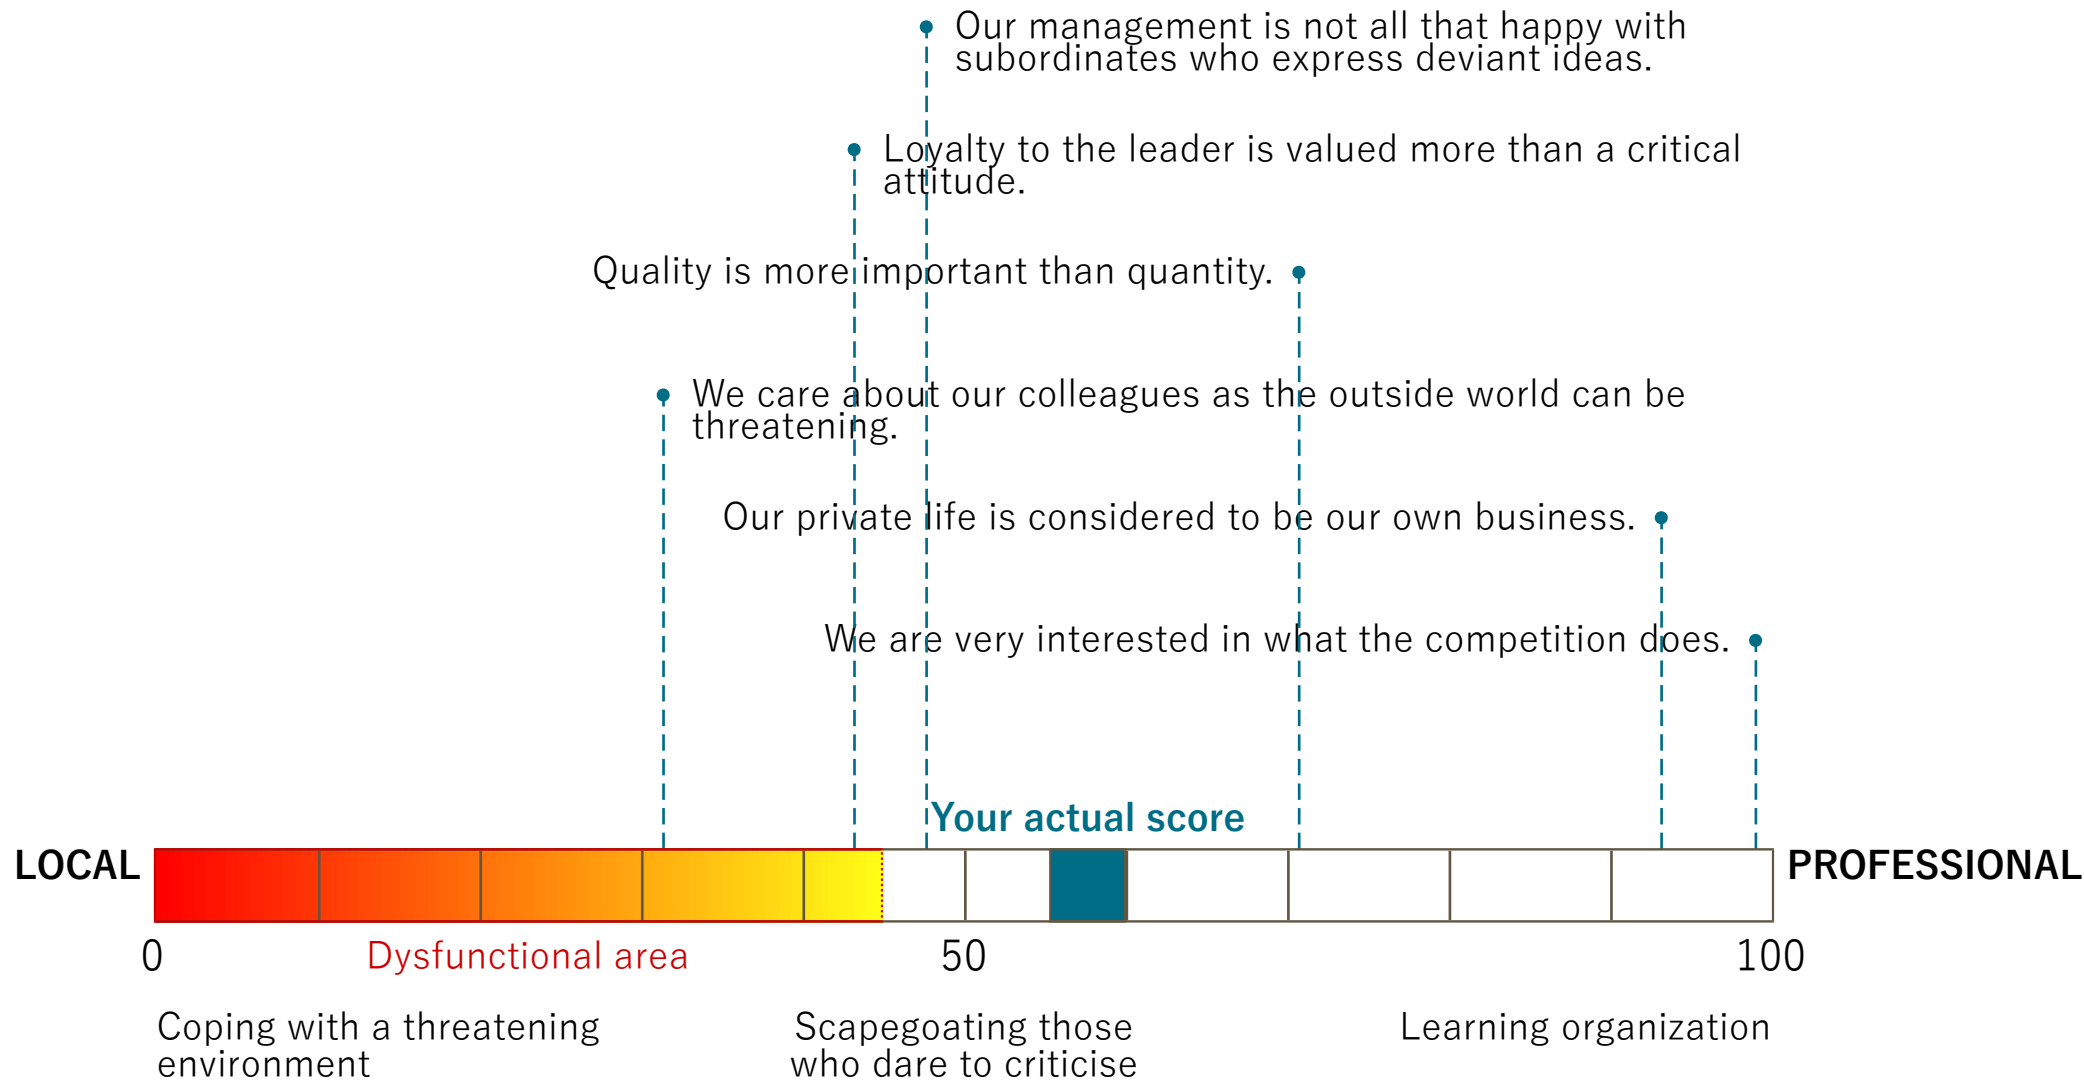 Our management is not all that happy with
subordinates who express deviant ideas.
Loyalty to the leader is valued more than a critical
attitude.
Quality is more important than quantity.
We care about our colleagues as the outside world can be
threatening.
Our private life is considered to be our own business.
We are very interested in what the competition does.
Your actual score
LOCAL
PROFESSIONAL
0
Dysfunctional area
50
100
Coping with a threatening
environment
Scapegoating those
who dare to criticise
Learning organization